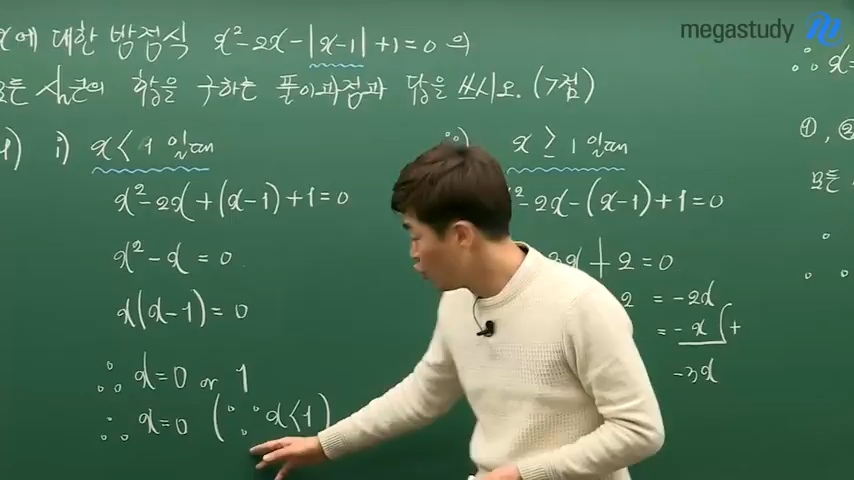 megastudy
x에 대한 방정식 x²-2x-|x-1|+1=0 의
모든 실근의 합을 구하는 풀이과정과 답을 쓰시오. (7점)
1) i) x<1 일때
x²-2x+(x-1)+1=0
x²-x=0
x(x-1)=0
∴ x=0 or 1
∴ x=0 (∵ x<1)
ii) x≥1 일때
x²-2x-(x-1)+1=0
+2=0
2 = -2x
= -x +
-3x
∴ x=
①, ②
모든